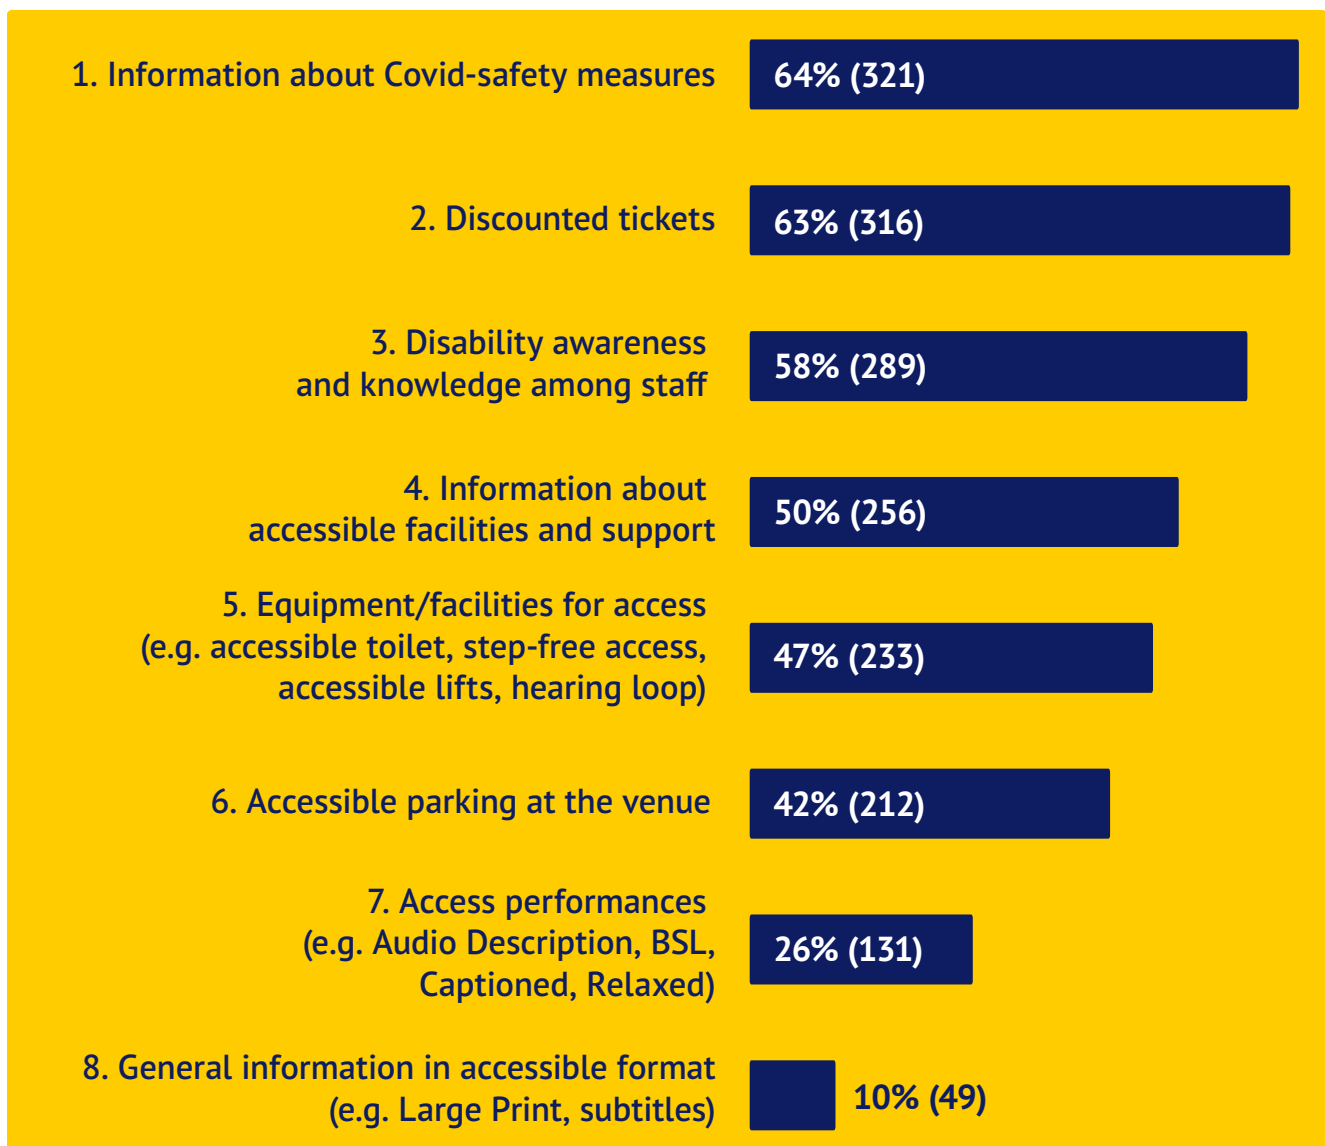 1. Information about Covid-safety measures
64% (321)
2. Discounted tickets
63% (316)
3. Disability awareness
and knowledge among staff
58% (289)
4. Information about
accessible facilities and support
50% (256)
5. Equipment/facilities for access
(e.g. accessible toilet, step-free access,
accessible lifts, hearing loop)
47% (233)
6. Accessible parking at the venue
42% (212)
7. Access performances
(e.g. Audio Description, BSL,
Captioned, Relaxed)
26% (131)
8. General information in accessible format
(e.g. Large Print, subtitles)
10% (49)